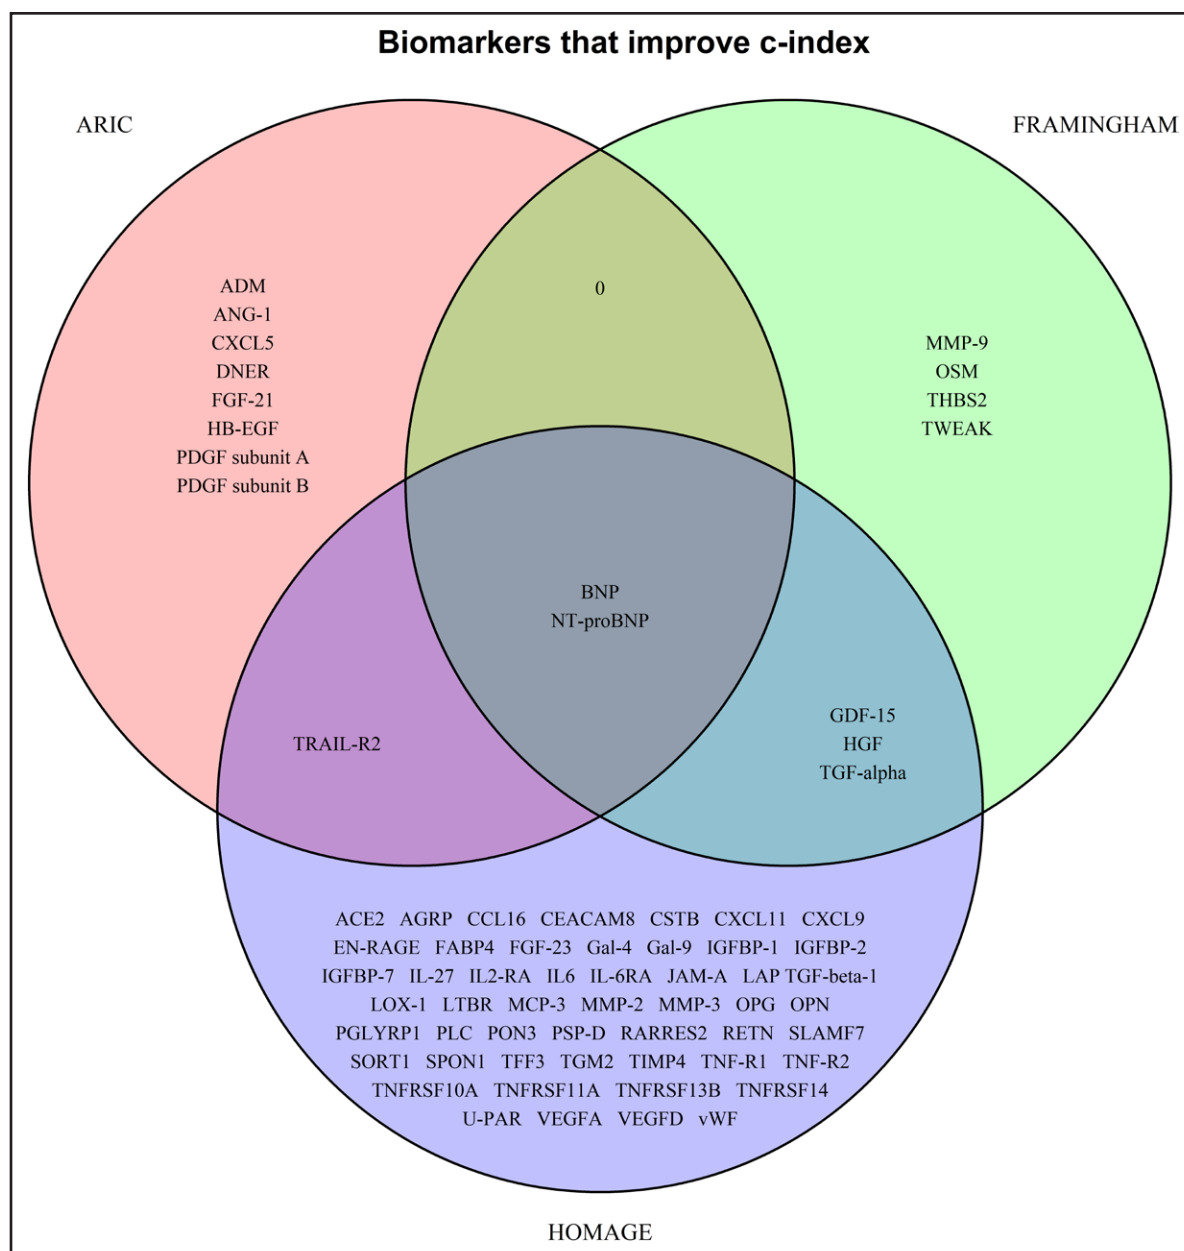 Biomarkers that improve c-index
ARIC
FRAMINGHAM
ADM
ANG-1
CXCL5
DNER
FGF-21
HB-EGF
PDGF subunit A
PDGF subunit B
0
MMP-9
OSM
THBS2
TWEAK
BNP
NT-proBNP
TRAIL-R2
GDF-15
HGF
TGF-alpha
ACE2 AGRP CCL16 CEACAM8 CSTB CXCL11 CXCL9
EN-RAGE FABP4 FGF-23 Gal-4 Gal-9 IGFBP-1 IGFBP-2
IGFBP-7 IL-27 IL2-RA IL6 IL-6RA JAM-A LAP TGF-beta-1
LOX-1 LTBR MCP-3 MMP-2 MMP-3 OPG OPN
PGLYRP1 PLC PON3 PSP-D RARRES2 RETN SLAMF7
SORT1 SPON1 TFF3 TGM2 TIMP4 TNF-R1 TNF-R2
TNFRSF10A TNFRSF11A TNFRSF13B TNFRSF14
U-PAR VEGFA VEGFD vWF
HOMAGE